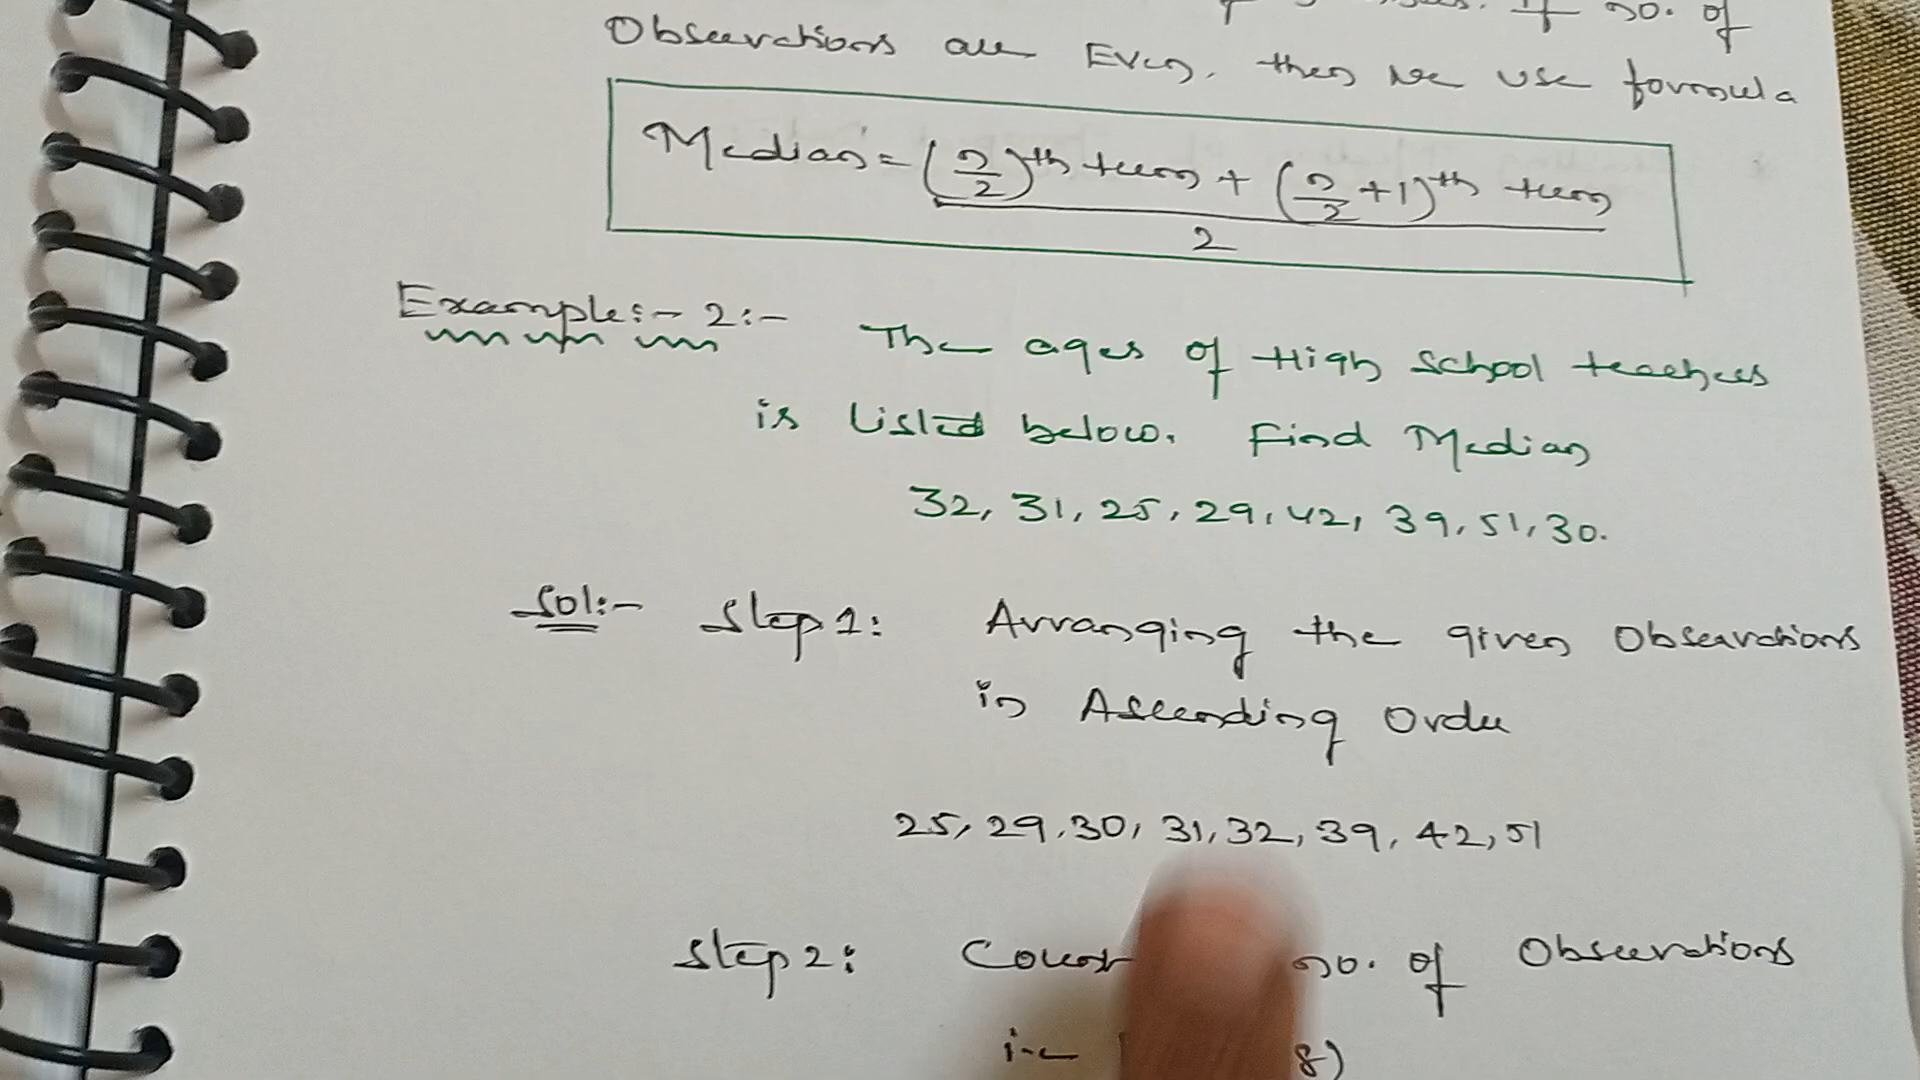 If no. of
Observations are Even, then we use formula
Median = (n/2)th term + (n/2 + 1)th term
2
Example:- 2:- The ages of High School teachers
is Listed below. Find Median
32, 31, 25, 29, 42, 39, 51, 30.
Sol:- Step 1: Arranging the given Observations
in Ascending Order
25, 29, 30, 31, 32, 39, 42, 51
Step 2: Count no. of Observations
i.e 8)